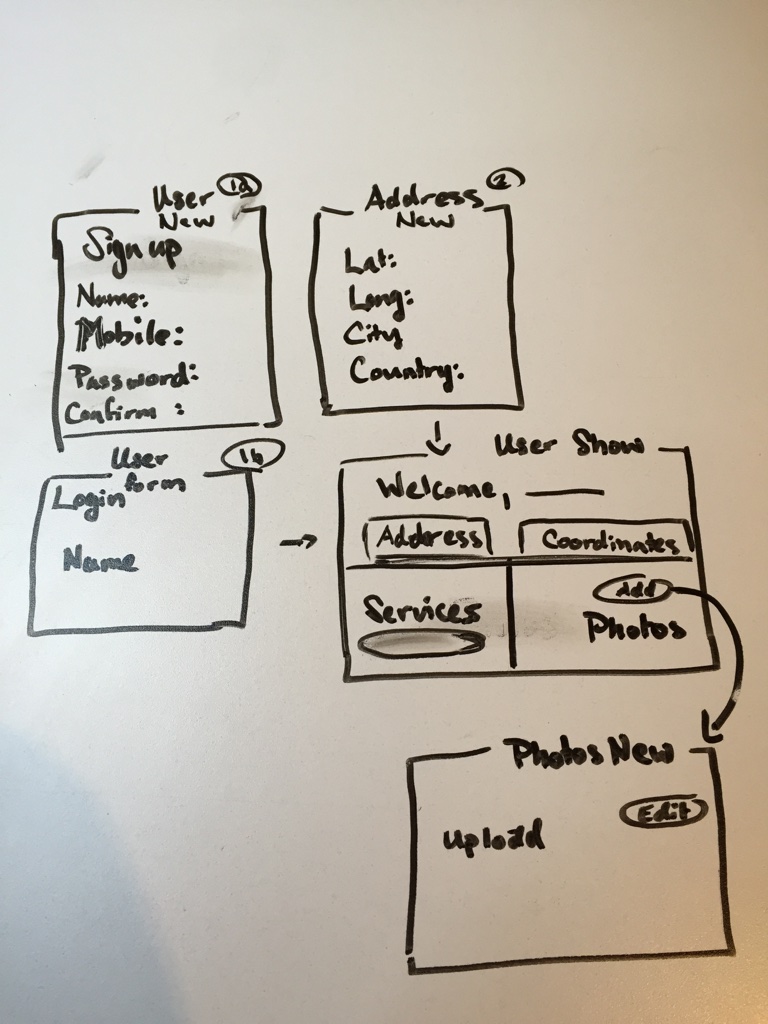 User 1a
New
Sign up
Name:
Mobile:
Password:
Confirm :
Address 2
New
Lat:
Long:
City
Country:
User 1b
form
Login
Name
User Show
Welcome,
Address
Coordinates
Services
Add
Photos
Photos New
Edit
Upload